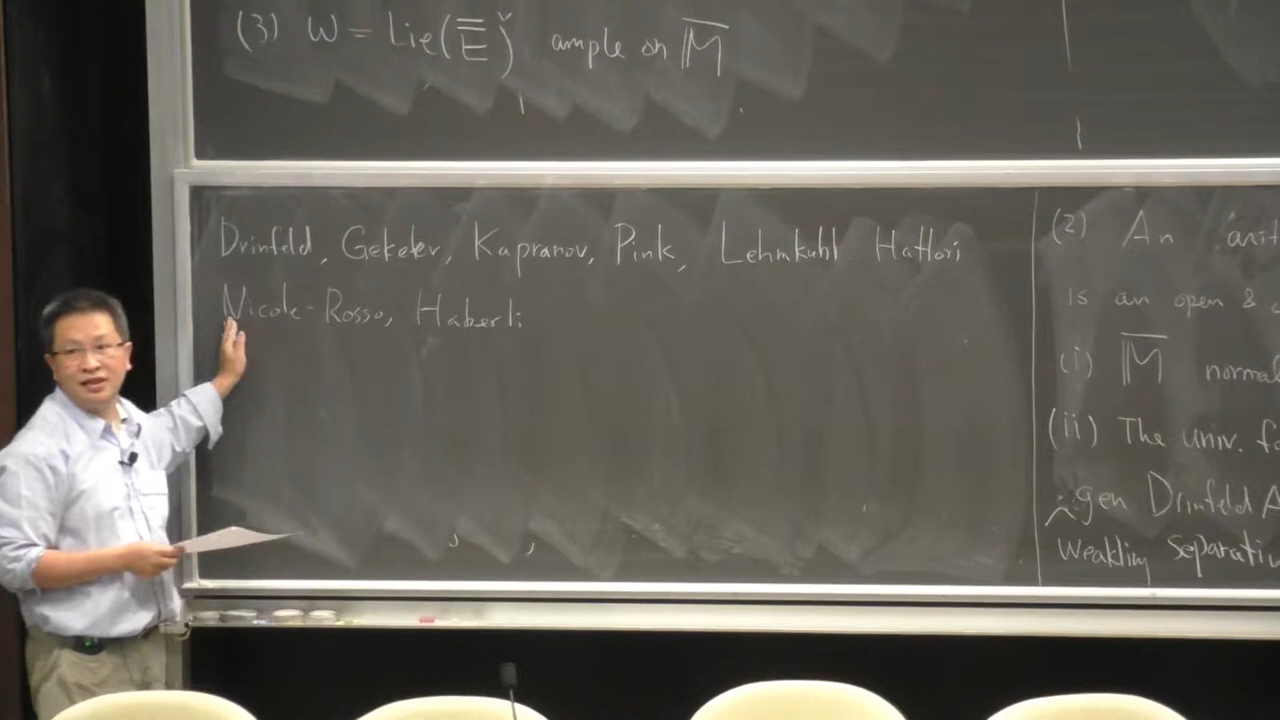 (3) W = Lie(E̅)ˇ ample on M̅
Drinfeld, Gekeler, Kapranov, Pink, Lehmkuhl. Hattori
Nicole-Rosso, Häberli
(2) An
is an open &
(i) M̅ normal
(ii) The univ.
gen Drinfeld A
weakly separati